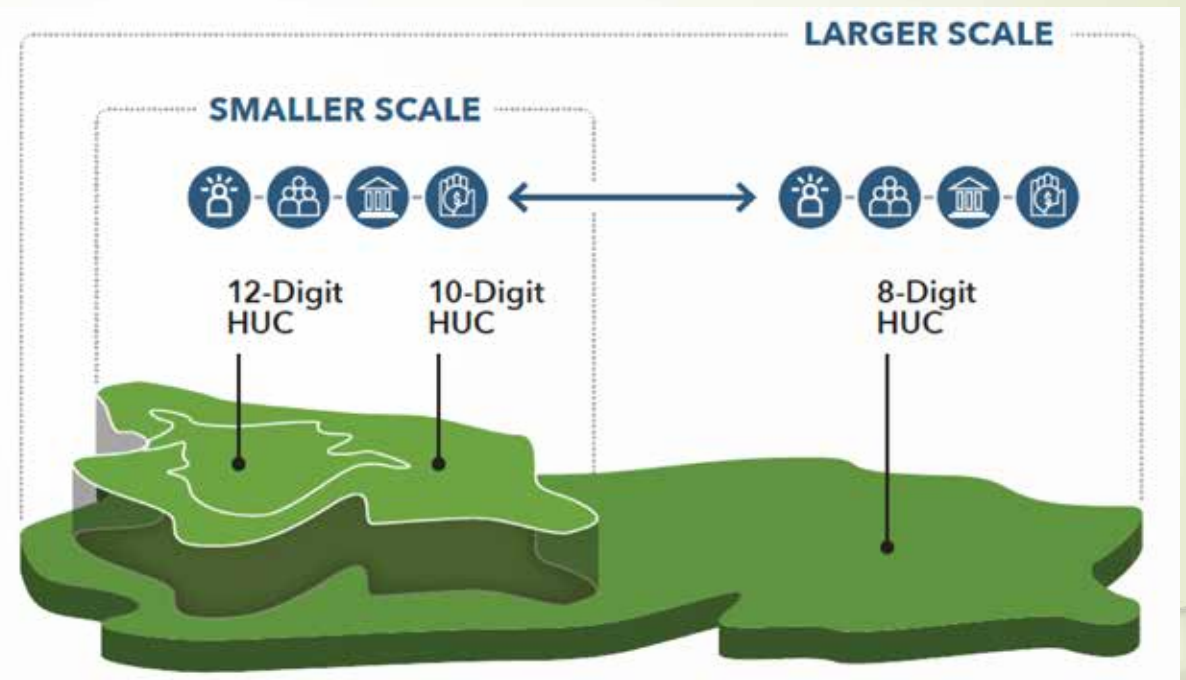 LARGER SCALE
SMALLER SCALE
12-Digit
HUC
10-Digit
HUC
8-Digit
HUC